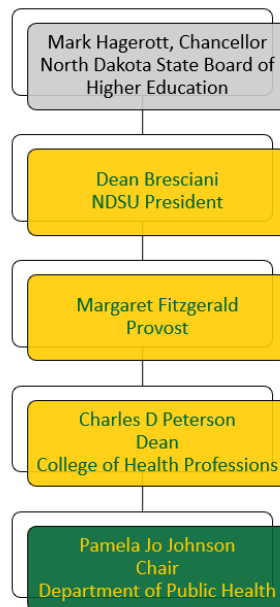 Mark Hagerott, Chancellor
North Dakota State Board of
Higher Education
Dean Bresciani
NDSU President
Margaret Fitzgerald
Provost
Charles D Peterson
Dean
College of Health Professions
Pamela Jo Johnson
Chair
Department of Public Health